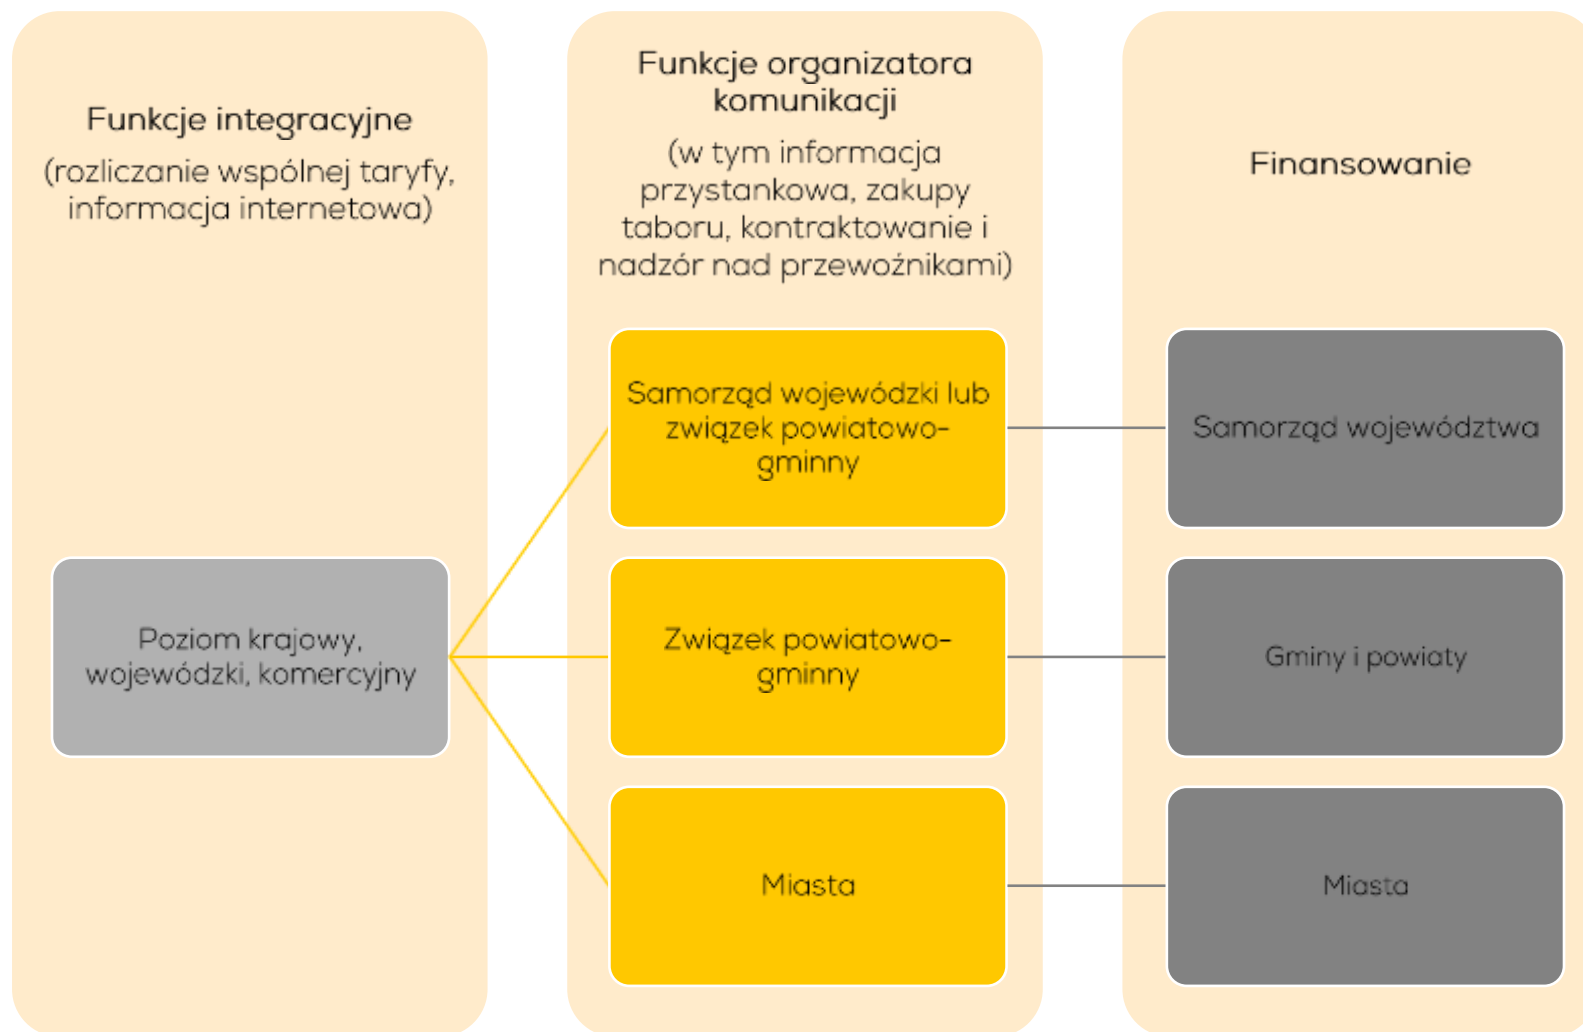 Funkcje integracyjne
(rozliczanie wspólnej taryfy,
informacja internetowa)
Poziom krajowy,
wojewódzki, komercyjny
Funkcje organizatora
komunikacji
(w tym informacja
przystankowa, zakupy
taboru, kontraktowanie i
nadzór nad przewoźnikami)
Samorząd wojewódzki lub
związek powiatowo-
gminny
Związek powiatowo-
gminny
Miasta
Finansowanie
Samorząd województwa
Gminy i powiaty
Miasta